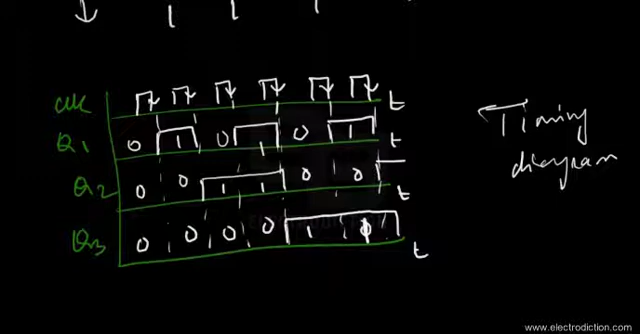 clk t
Q1 0 1 0 1 0 1 t
Timing
diagram
Q2 0 0 1 1 0 0 t
Q3 0 0 0 0 1 t
www.electrodiction.com